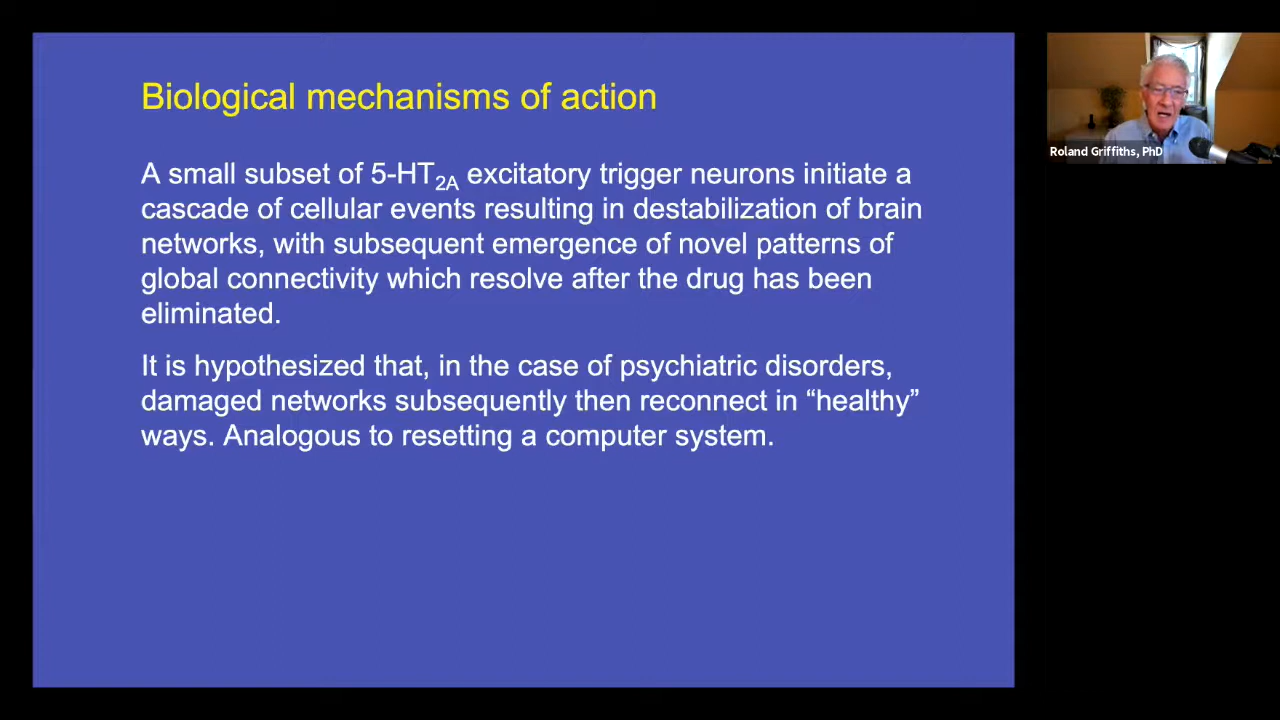 Biological mechanisms of action
A small subset of 5-HT2A excitatory trigger neurons initiate a
cascade of cellular events resulting in destabilization of brain
networks, with subsequent emergence of novel patterns of
global connectivity which resolve after the drug has been
eliminated.
It is hypothesized that, in the case of psychiatric disorders,
damaged networks subsequently then reconnect in “healthy”
ways. Analogous to resetting a computer system.
Roland Griffiths, PhD